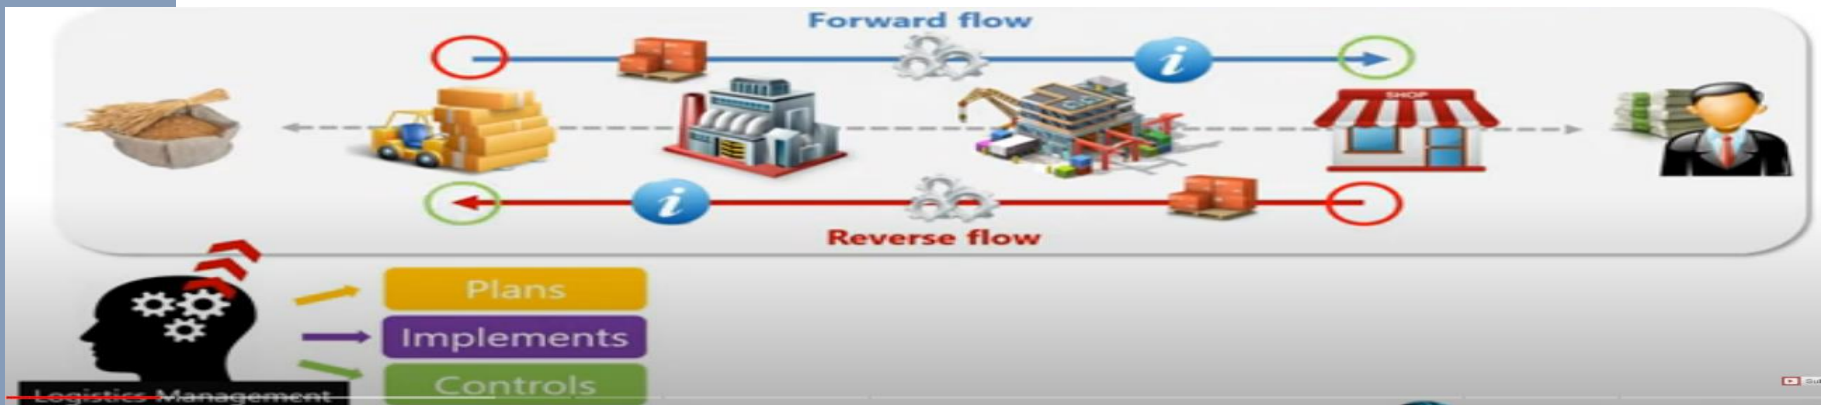 Forward flow
SHOP
Reverse flow
Plans
Implements
Controls
Logistics Management